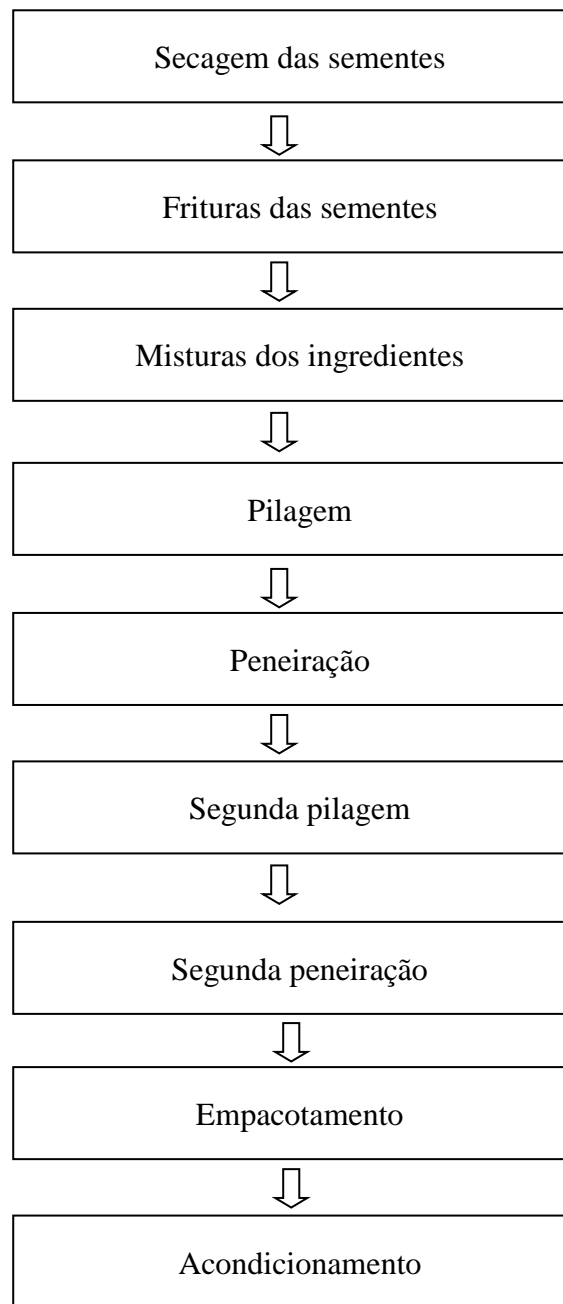 Secagem das sementes
Frituras das sementes
Misturas dos ingredientes
Pilagem
Peneiração
Segunda pilagem
Segunda peneiração
Empacotamento
Acondicionamento